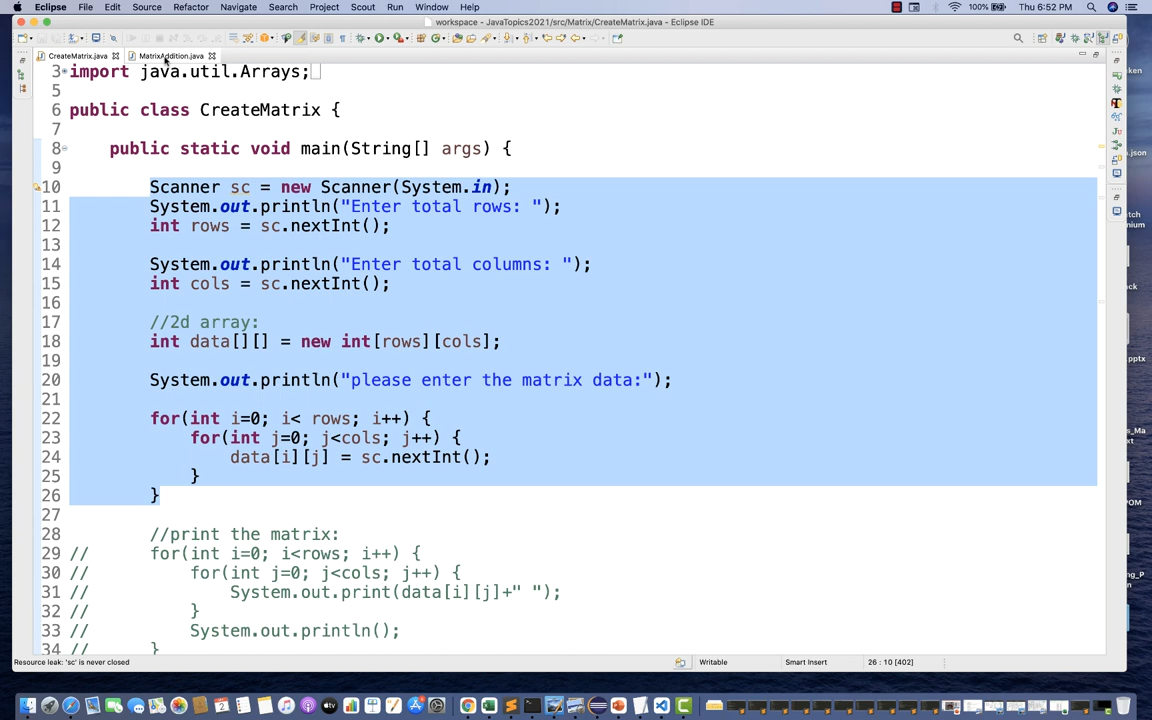 Eclipse File Edit Source Refactor Navigate Search Project Scout Run Window Help 100% Thu 6:52 PM
workspace - JavaTopics2021/src/Matrix/CreateMatrix.java - Eclipse IDE
CreateMatrix.java MatrixAddition.java
3 import java.util.Arrays;
5
6 public class CreateMatrix {
7
8 public static void main(String[] args) {
9
10 Scanner sc = new Scanner(System.in);
11 System.out.println("Enter total rows: ");
12 int rows = sc.nextInt();
13
14 System.out.println("Enter total columns: ");
15 int cols = sc.nextInt();
16
17 //2d array:
18 int data[][] = new int[rows][cols];
19
20 System.out.println("please enter the matrix data:");
21
22 for(int i=0; i< rows; i++) {
23 for(int j=0; j<cols; j++) {
24 data[i][j] = sc.nextInt();
25 }
26 }
27
28 //print the matrix:
29 // for(int i=0; i<rows; i++) {
30 // for(int j=0; j<cols; j++) {
31 // System.out.print(data[i][j]+" ");
32 // }
33 // System.out.println();
34 // }
Resource leak: 'sc' is never closed Writable Smart Insert 26 : 10 [402]